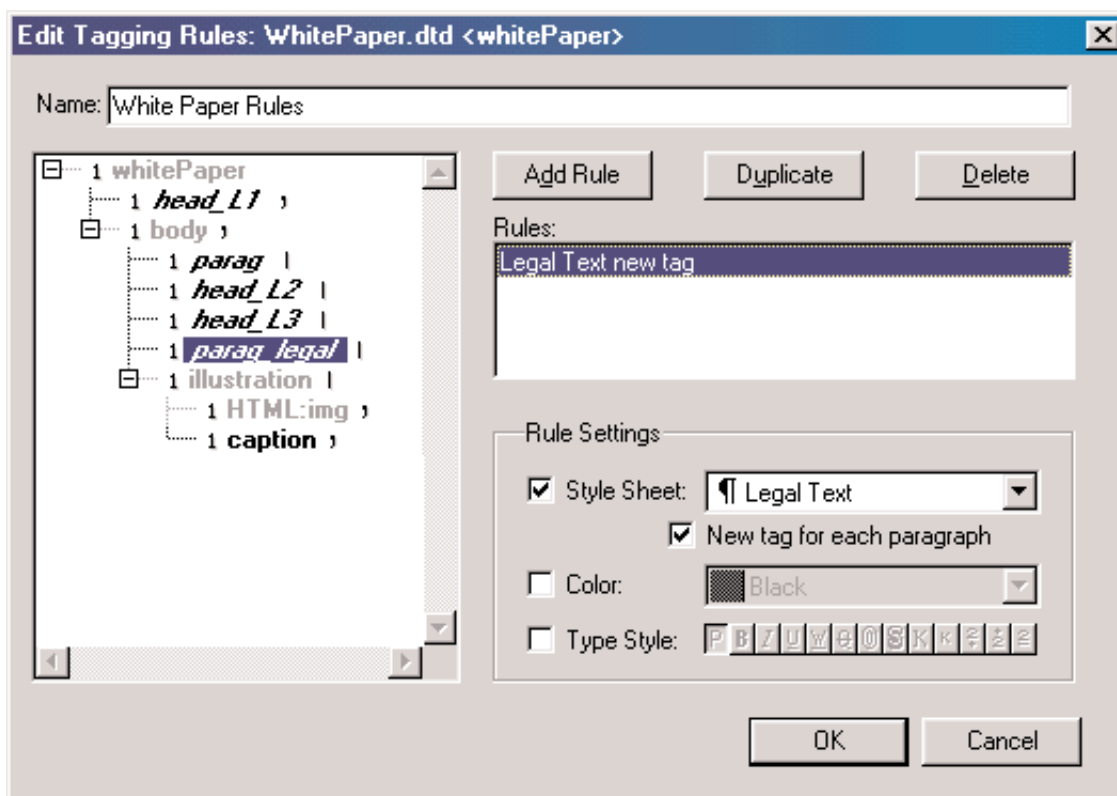 Edit Tagging Rules: WhitePaper.dtd <whitePaper>
Name: White Paper Rules
1 whitePaper
1 head_L1 ,
1 body ,
1 parag |
1 head_L2 |
1 head_L3 |
1 parag_legal |
1 illustration |
1 HTML:img ,
1 caption ,
Add Rule Duplicate Delete
Rules:
Legal Text new tag
Rule Settings
Style Sheet: ¶ Legal Text
New tag for each paragraph
Color: Black
Type Style: P B I U W Q O S K K 2 2 2
OK Cancel